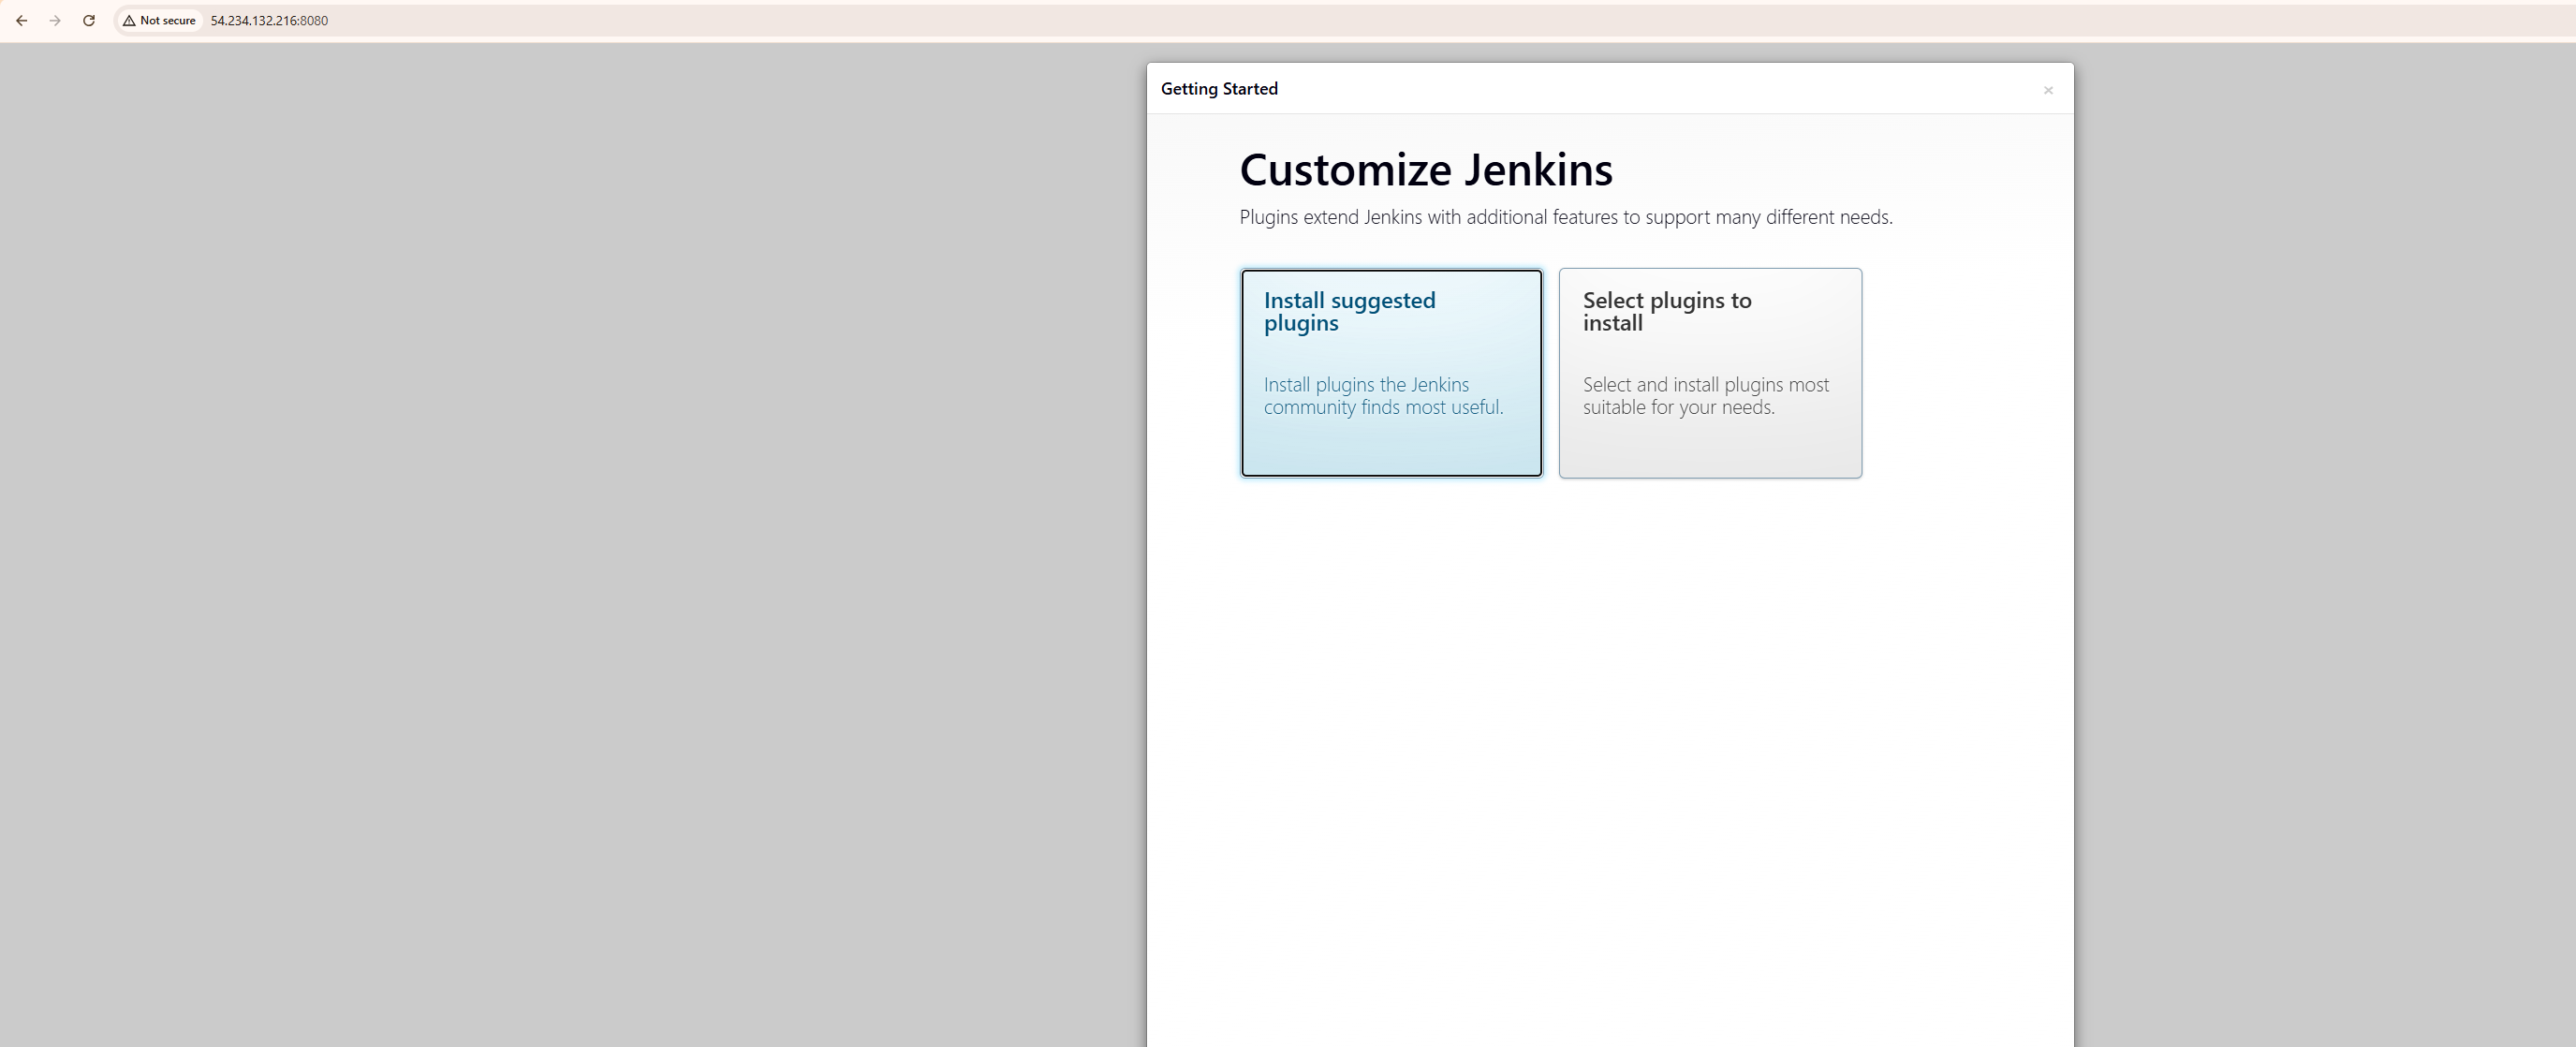 Not secure 54.234.132.216:8080
Getting Started ×
Customize Jenkins
Plugins extend Jenkins with additional features to support many different needs.
Install suggested
plugins
Install plugins the Jenkins
community finds most useful.
Select plugins to
install
Select and install plugins most
suitable for your needs.